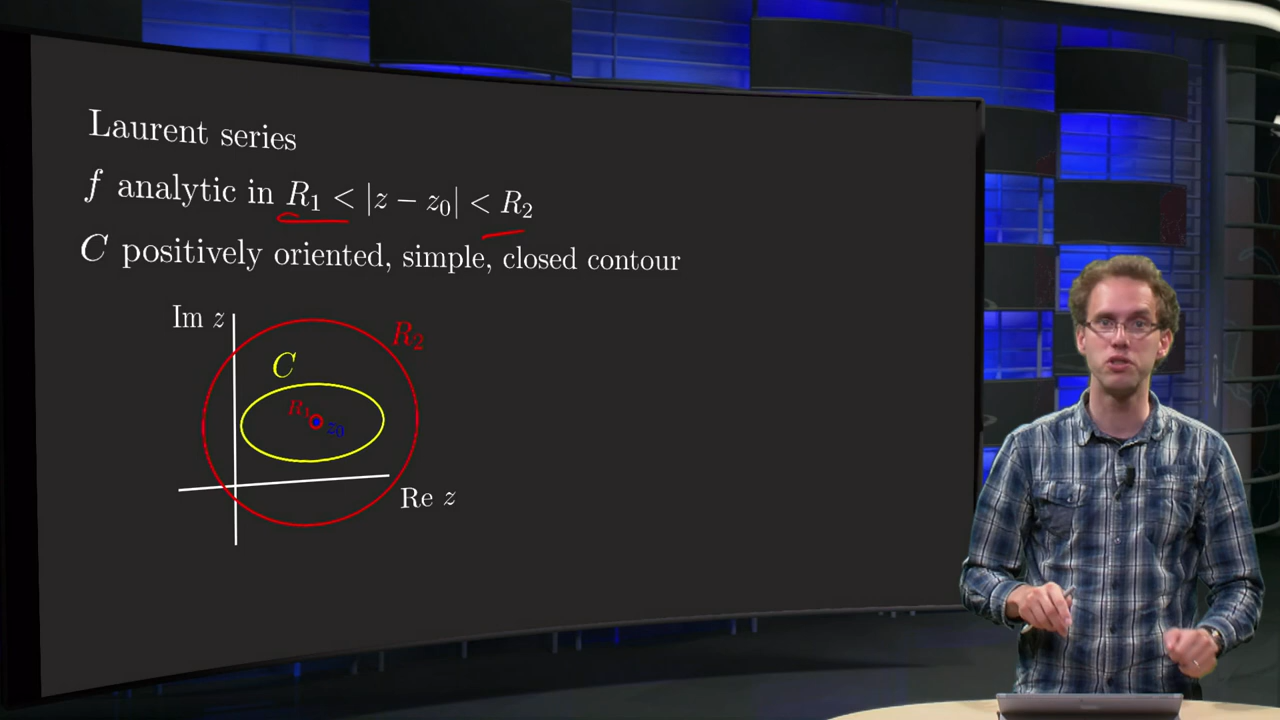 Laurent series
f analytic in R₁ < |z − z₀| < R₂
C positively oriented, simple, closed contour
Im z
R₂
C
R₁
z₀
Re z